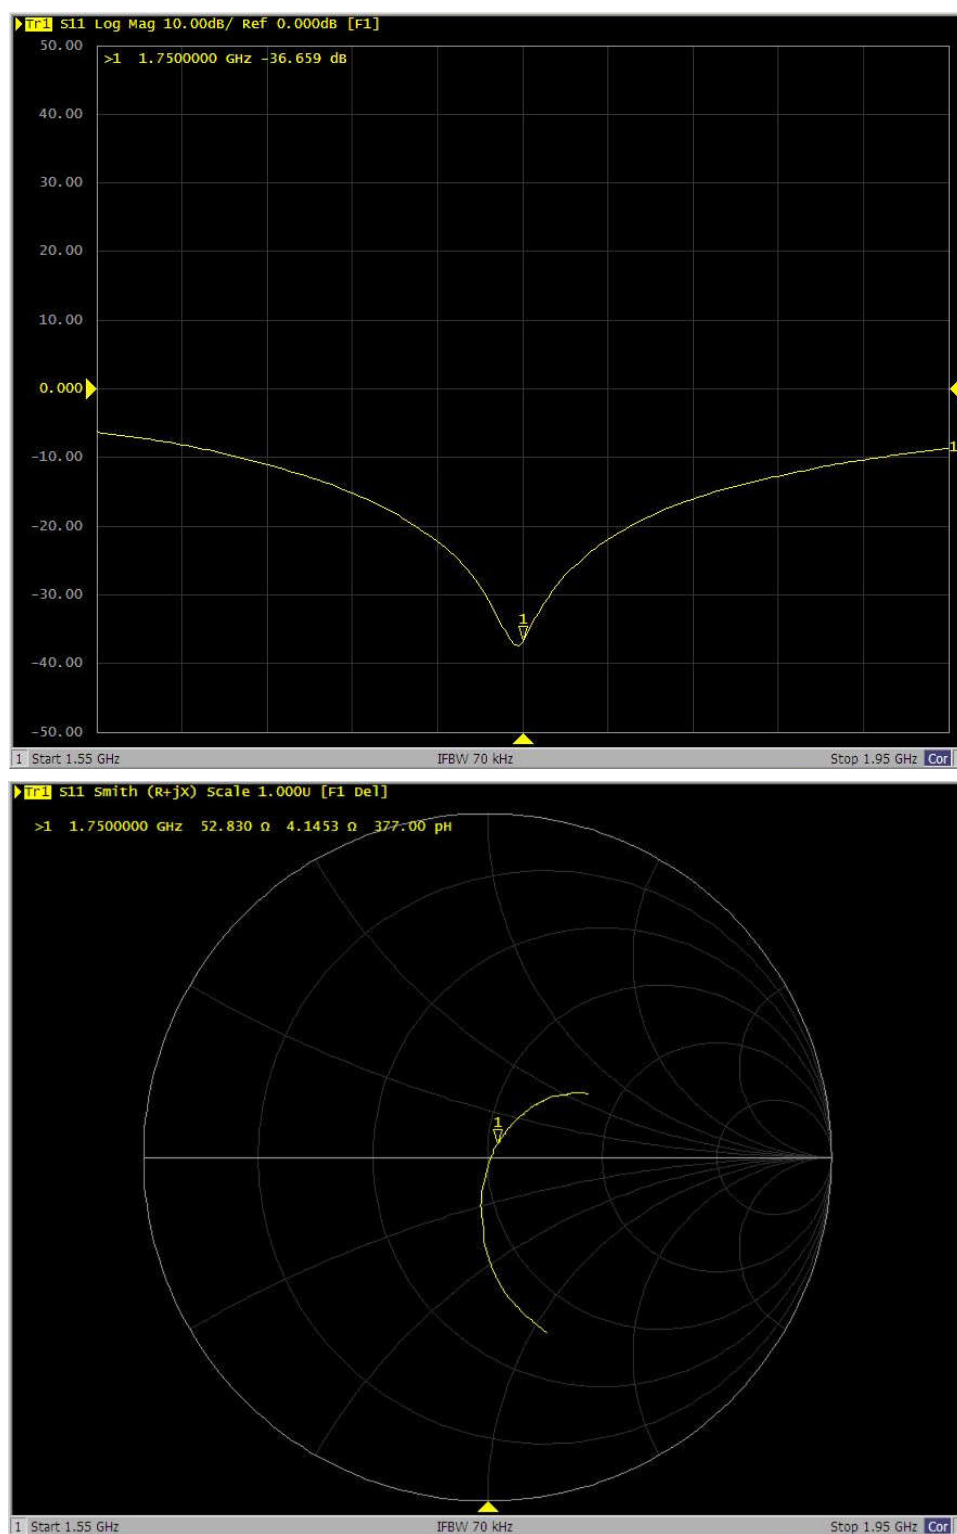 Tr1 S11 Log Mag 10.00dB/ Ref 0.000dB [F1]
50.00
>1 1.7500000 GHz -36.659 dB
40.00
30.00
20.00
10.00
0.000
-10.00
1
-20.00
-30.00
1
-40.00
-50.00
1 Start 1.55 GHz IFBW 70 kHz Stop 1.95 GHz Cor
Tr1 S11 Smith (R+jX) Scale 1.000U [F1 Del]
>1 1.7500000 GHz 52.830 Ω 4.1453 Ω 377.00 pH
1
1 Start 1.55 GHz IFBW 70 kHz Stop 1.95 GHz Cor